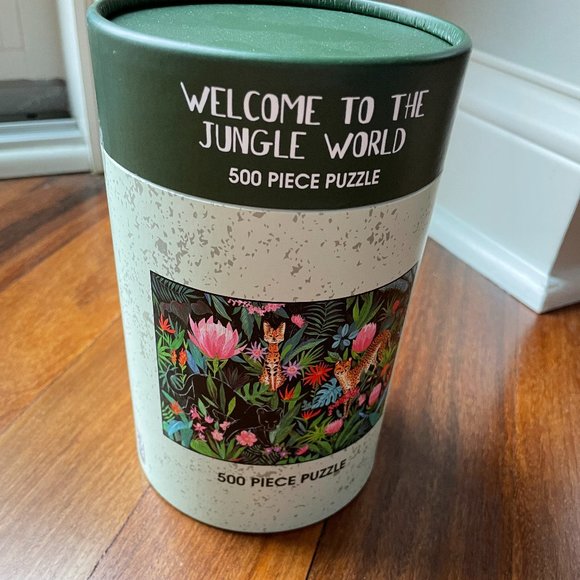 WELCOME TO THE
JUNGLE WORLD
500 PIECE PUZZLE
500 PIECE PUZZLE